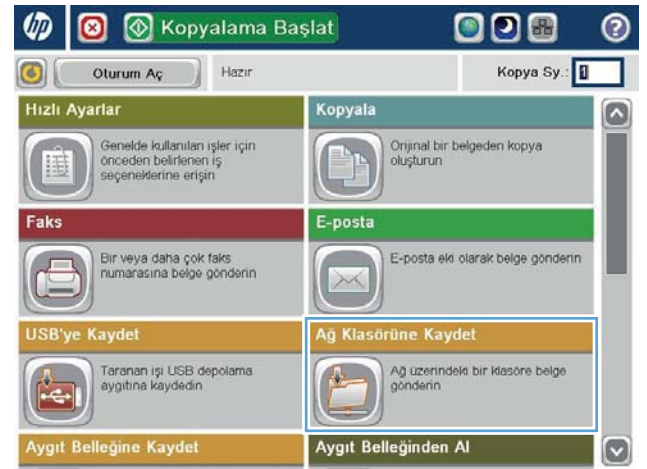 hp
Kopyalama Başlat
?
Oturum Aç
Hazır
Kopya Sy.: 1
Hızlı Ayarlar
Genelde kullanılan işler için
önceden belirlenen iş
seçeneklerine erişin
Kopyala
Orijinal bir belgeden kopya
oluşturun
Faks
Bir veya daha çok faks
numarasına belge gönderin
E-posta
E-posta eki olarak belge gönderin
USB'ye Kaydet
Taranan işi USB depolama
aygıtına kaydedin
Ağ Klasörüne Kaydet
Ağ üzerindeki bir klasöre belge
gönderin
Aygıt Belleğine Kaydet
Aygıt Belleğinden Al